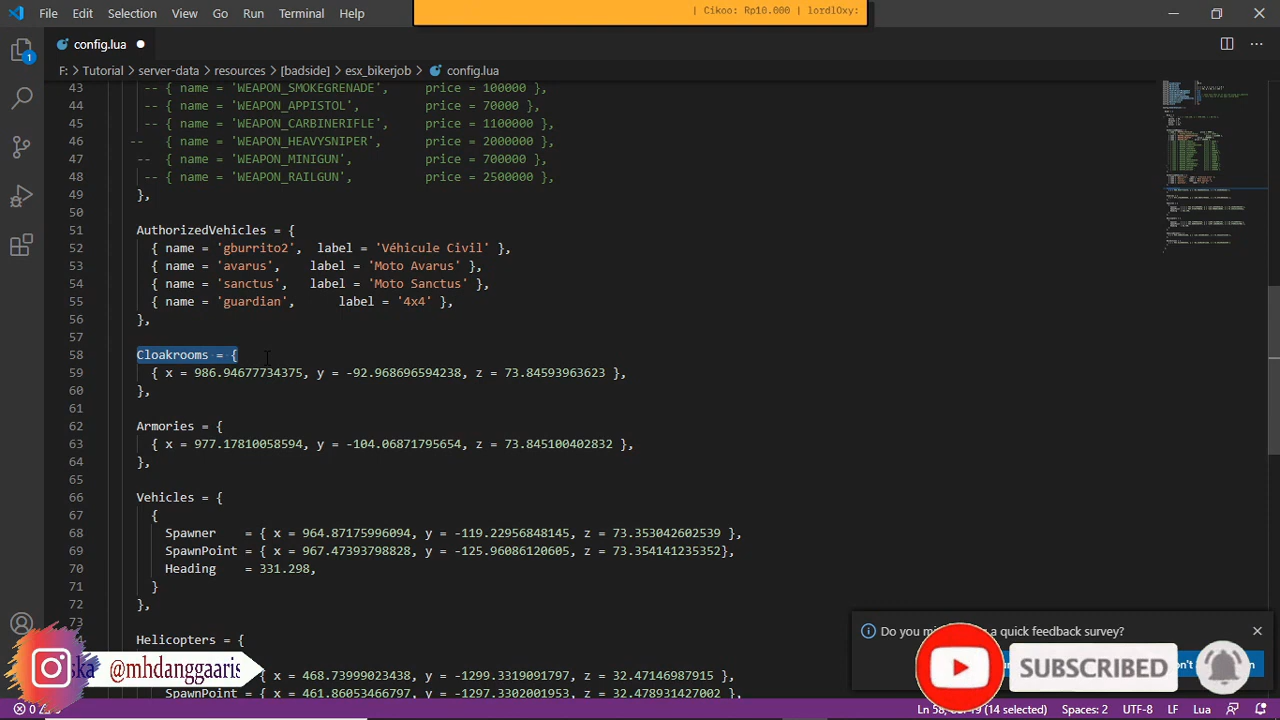 File Edit Selection View Go Run Terminal Help
| Cikoo: Rp10.000 | lordlOxy:
config.lua
F: > Tutorial > server-data > resources > [badside] > esx_bikerjob > config.lua
43 -- { name = 'WEAPON_SMOKEGRENADE', price = 100000 },
44 -- { name = 'WEAPON_APPISTOL', price = 70000 },
45 -- { name = 'WEAPON_CARBINERIFLE', price = 1100000 },
46 -- { name = 'WEAPON_HEAVYSNIPER', price = 2000000 },
47 -- { name = 'WEAPON_MINIGUN', price = 700000 },
48 -- { name = 'WEAPON_RAILGUN', price = 2500000 },
49 },
50
51 AuthorizedVehicles = {
52 { name = 'gburrito2', label = 'Véhicule Civil' },
53 { name = 'avarus', label = 'Moto Avarus' },
54 { name = 'sanctus', label = 'Moto Sanctus' },
55 { name = 'guardian', label = '4x4' },
56 },
57
58 Cloakrooms = {
59 { x = 986.94677734375, y = -92.968696594238, z = 73.84593963623 },
60 },
61
62 Armories = {
63 { x = 977.17810058594, y = -104.06871795654, z = 73.845100402832 },
64 },
65
66 Vehicles = {
67 {
68 Spawner = { x = 964.87175996094, y = -119.22956848145, z = 73.353042602539 },
69 SpawnPoint = { x = 967.47393798828, y = -125.96086120605, z = 73.354141235352},
70 Heading = 331.298,
71 }
72 },
73
Helicopters = {
= { x = 468.73999023438, y = -1299.3319091797, z = 32.47146987915 },
SpawnPoint = { x = 461.86053466797, y = -1297.3302001953, z = 32.478931427002 },
Do you mi a quick feedback survey?
ska @mhdanggaaris
SUBSCRIBED
Ln 58, (14 selected) Spaces: 2 UTF-8 LF Lua